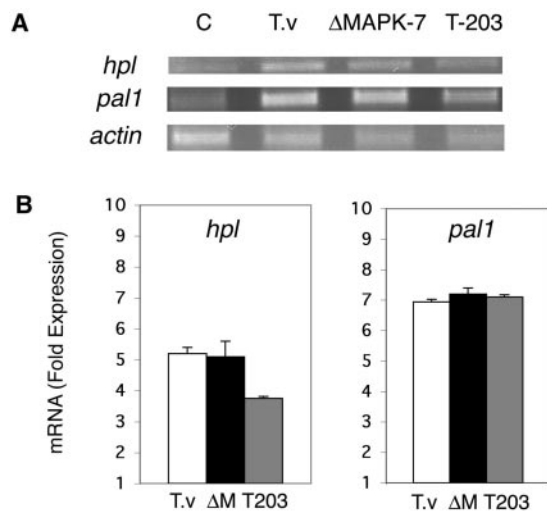 A
C T.v ΔMAPK-7 T-203
hpl
pal1
actin
B
mRNA (Fold Expression)
hpl
10
9
8
7
6
5
4
3
2
1
T.v ΔM T203
pal1
10
9
8
7
6
5
4
3
2
1
T.v ΔM T203